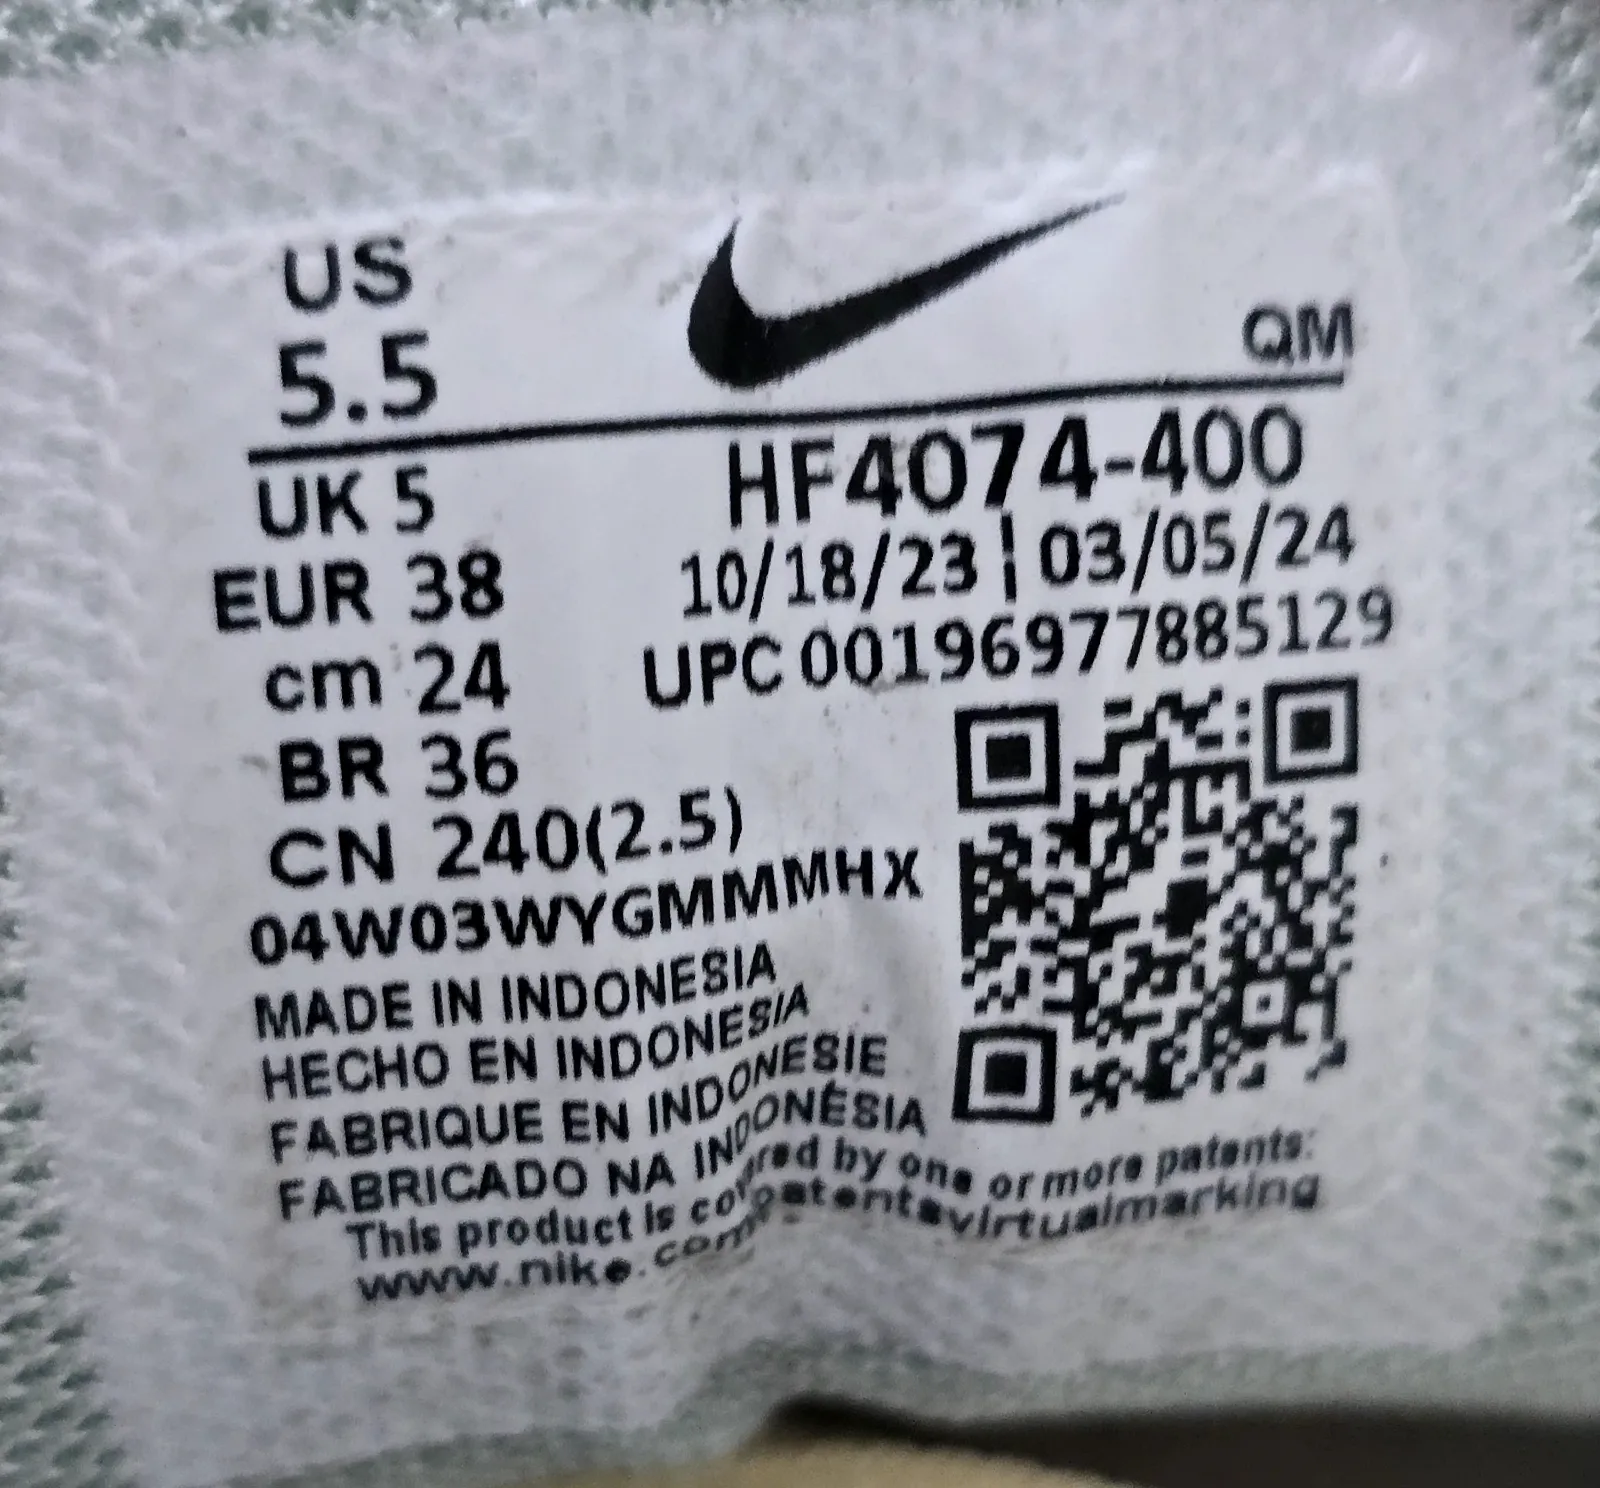 US
5.5
QM
UK 5
HF4074-400
EUR 38
10/18/23 | 03/05/24
cm 24
UPC 00196977885129
BR 36
CN 240(2.5)
04W03WYGMMMMHX
MADE IN INDONESIA
HECHO EN INDONESIA
FABRIQUE EN INDONESIE
FABRICADO NA INDONÉSIA
This product is covered by one or more patents:
www.nike.com/patentsvirtualmarking